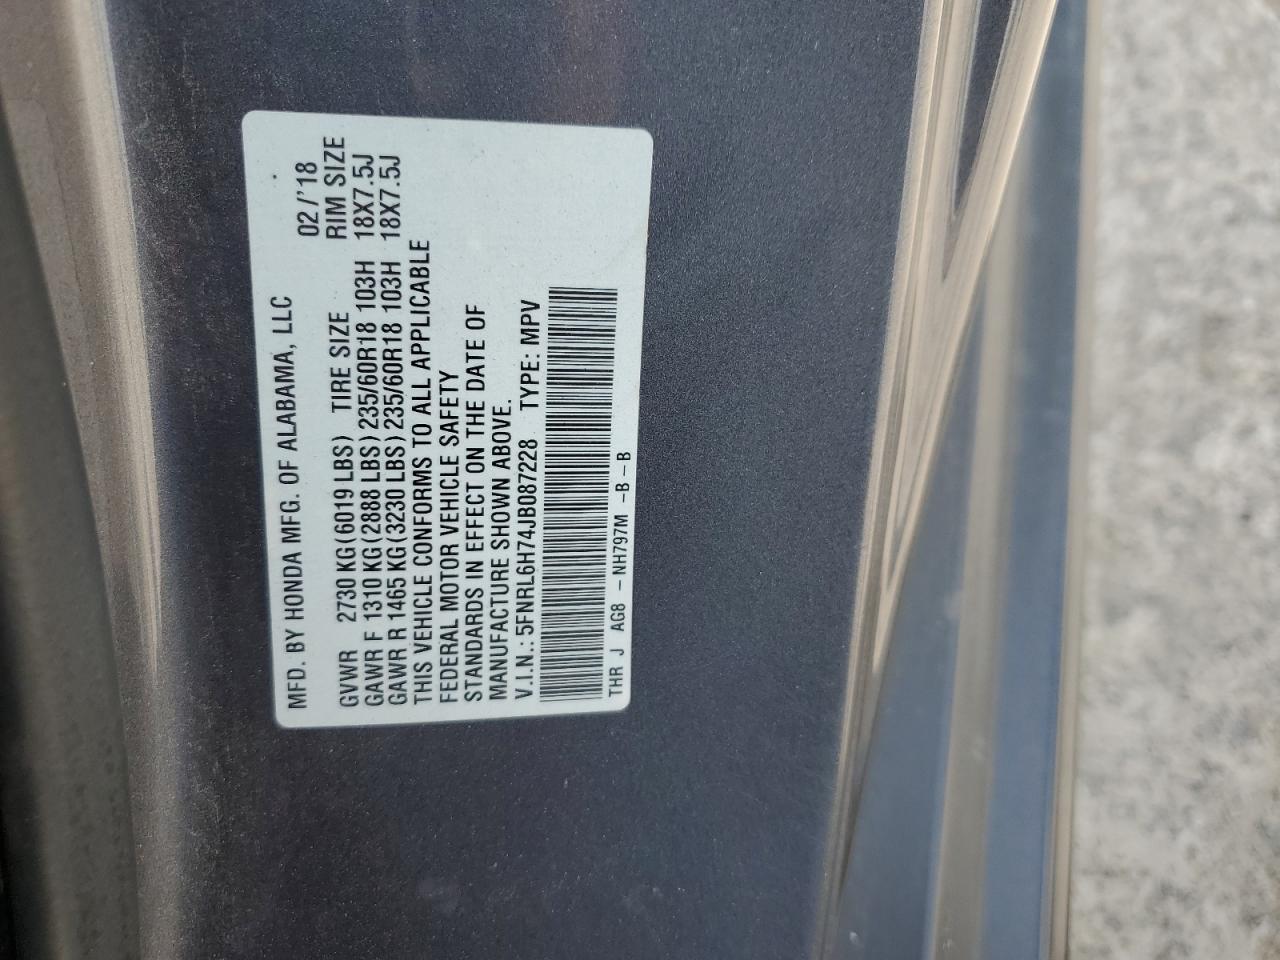 MFD. BY HONDA MFG. OF ALABAMA, LLC 02/'18
GVWR 2730 KG(6019 LBS) TIRE SIZE RIM SIZE
GAWR F 1310 KG(2888 LBS)235/60R18 103H 18X7.5J
GAWR R 1465 KG(3230 LBS)235/60R18 103H 18X7.5J
THIS VEHICLE CONFORMS TO ALL APPLICABLE
FEDERAL MOTOR VEHICLE SAFETY
STANDARDS IN EFFECT ON THE DATE OF
MANUFACTURE SHOWN ABOVE.
V.I.N.: 5FNRL6H74JB087228 TYPE: MPV
THR J AG8 -NH797M -B-B